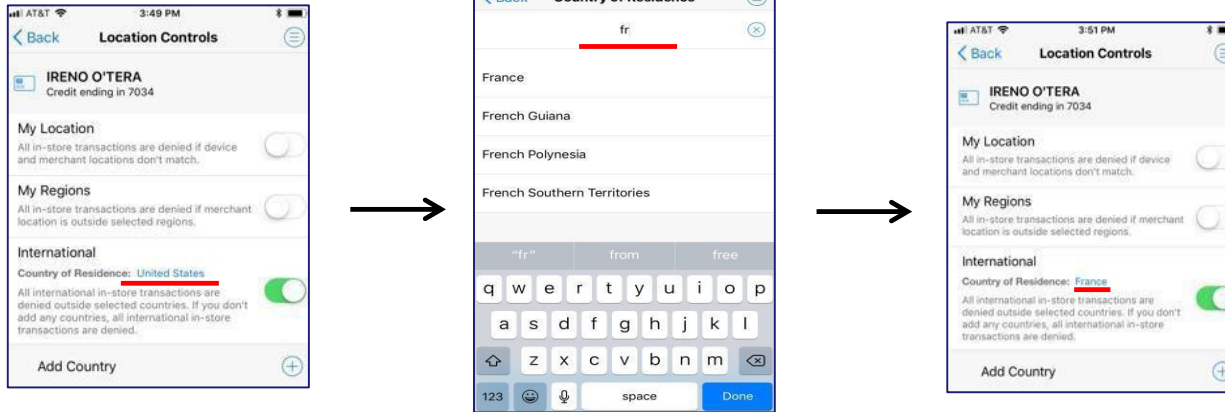 AT&T 3:49 PM
Back Location Controls
IRENO O'TERA
Credit ending in 7034
My Location
All in-store transactions are denied if device
and merchant locations don't match.
My Regions
All in-store transactions are denied if merchant
location is outside selected regions.
International
Country of Residence: United States
All international in-store transactions are
denied outside selected countries. If you don't
add any countries, all international in-store
transactions are denied.
Add Country
Back Country of Residence
fr
France
French Guiana
French Polynesia
French Southern Territories
"fr" from free
q w e r t y u i o p
a s d f g h j k l
z x c v b n m
123 space Done
AT&T 3:51 PM
Back Location Controls
IRENO O'TERA
Credit ending in 7034
My Location
All in-store transactions are denied if device
and merchant locations don't match.
My Regions
All in-store transactions are denied if merchant
location is outside selected regions.
International
Country of Residence: France
All international in-store transactions are
denied outside selected countries. If you don't
add any countries, all international in-store
transactions are denied.
Add Country